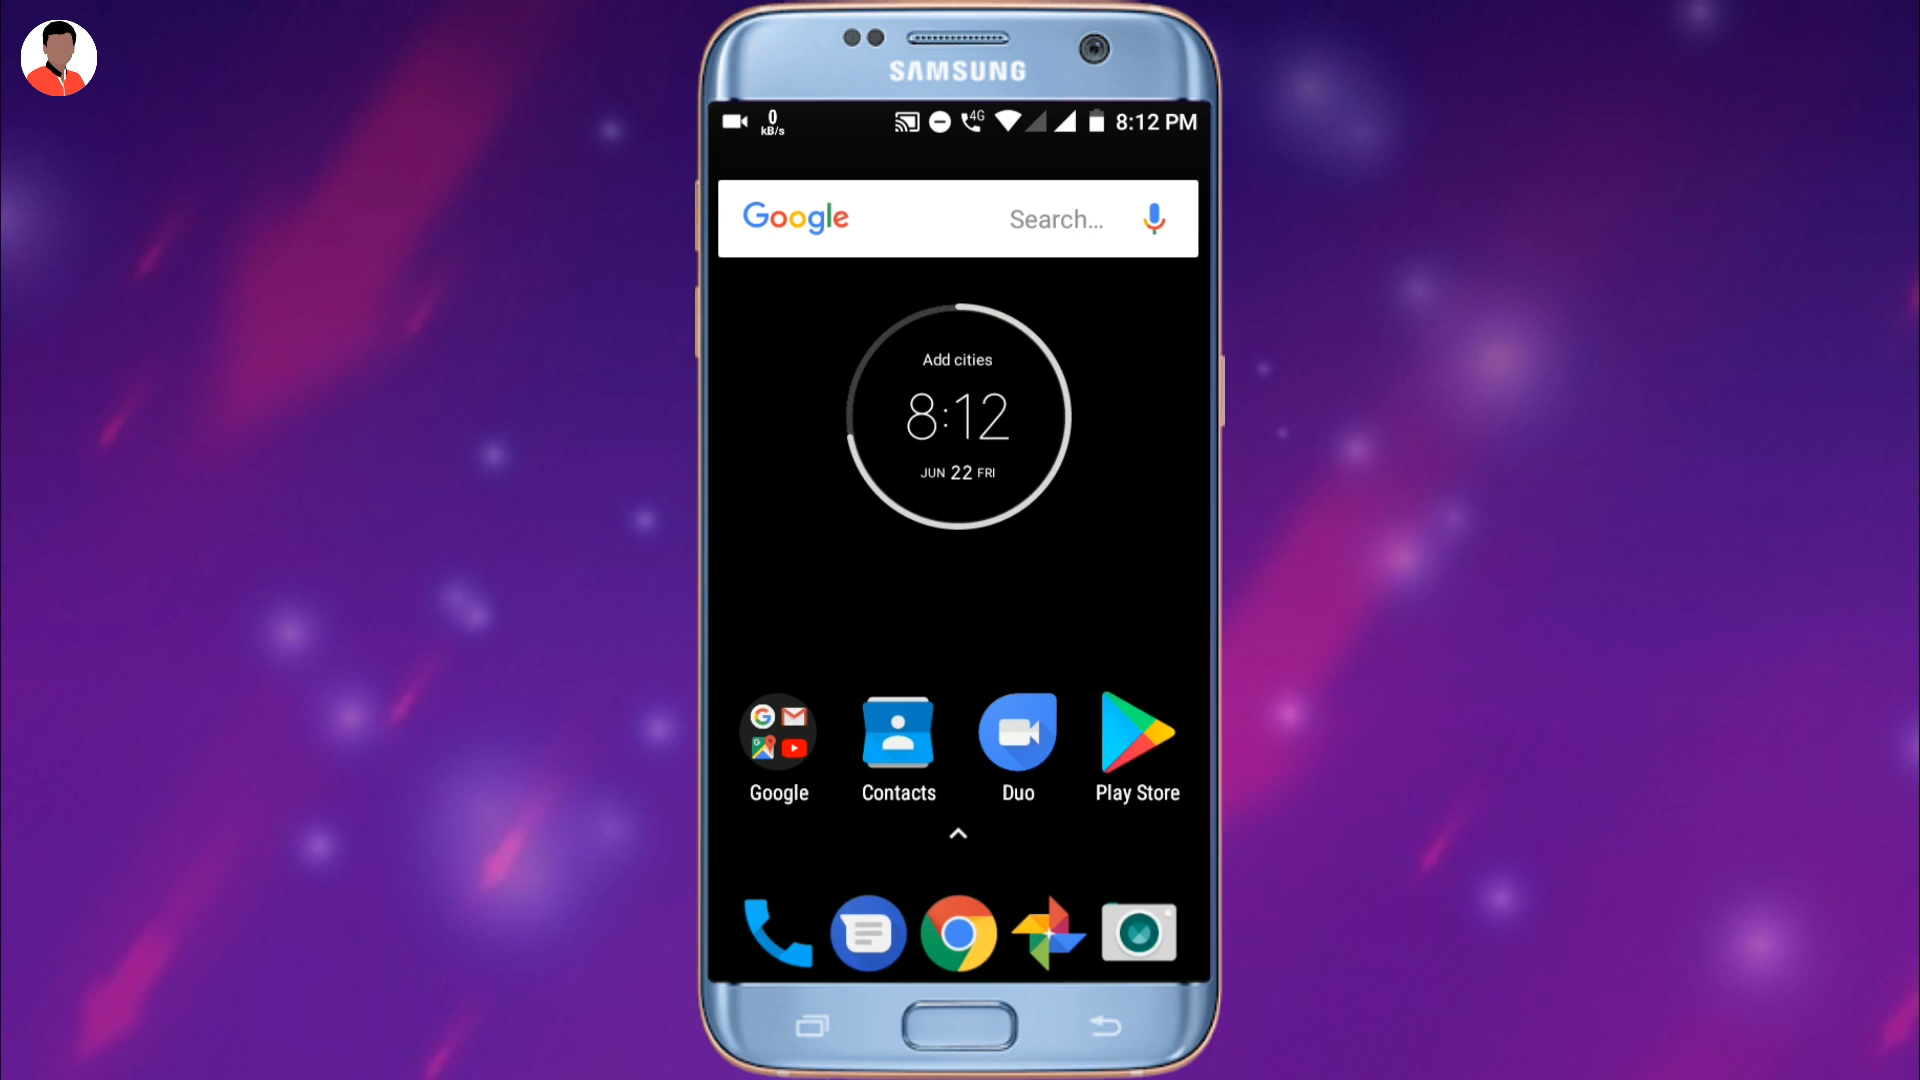 SAMSUNG
0
kB/s
4G
8:12 PM
Google
Search...
Add cities
8:12
JUN 22 FRI
Google
Contacts
Duo
Play Store